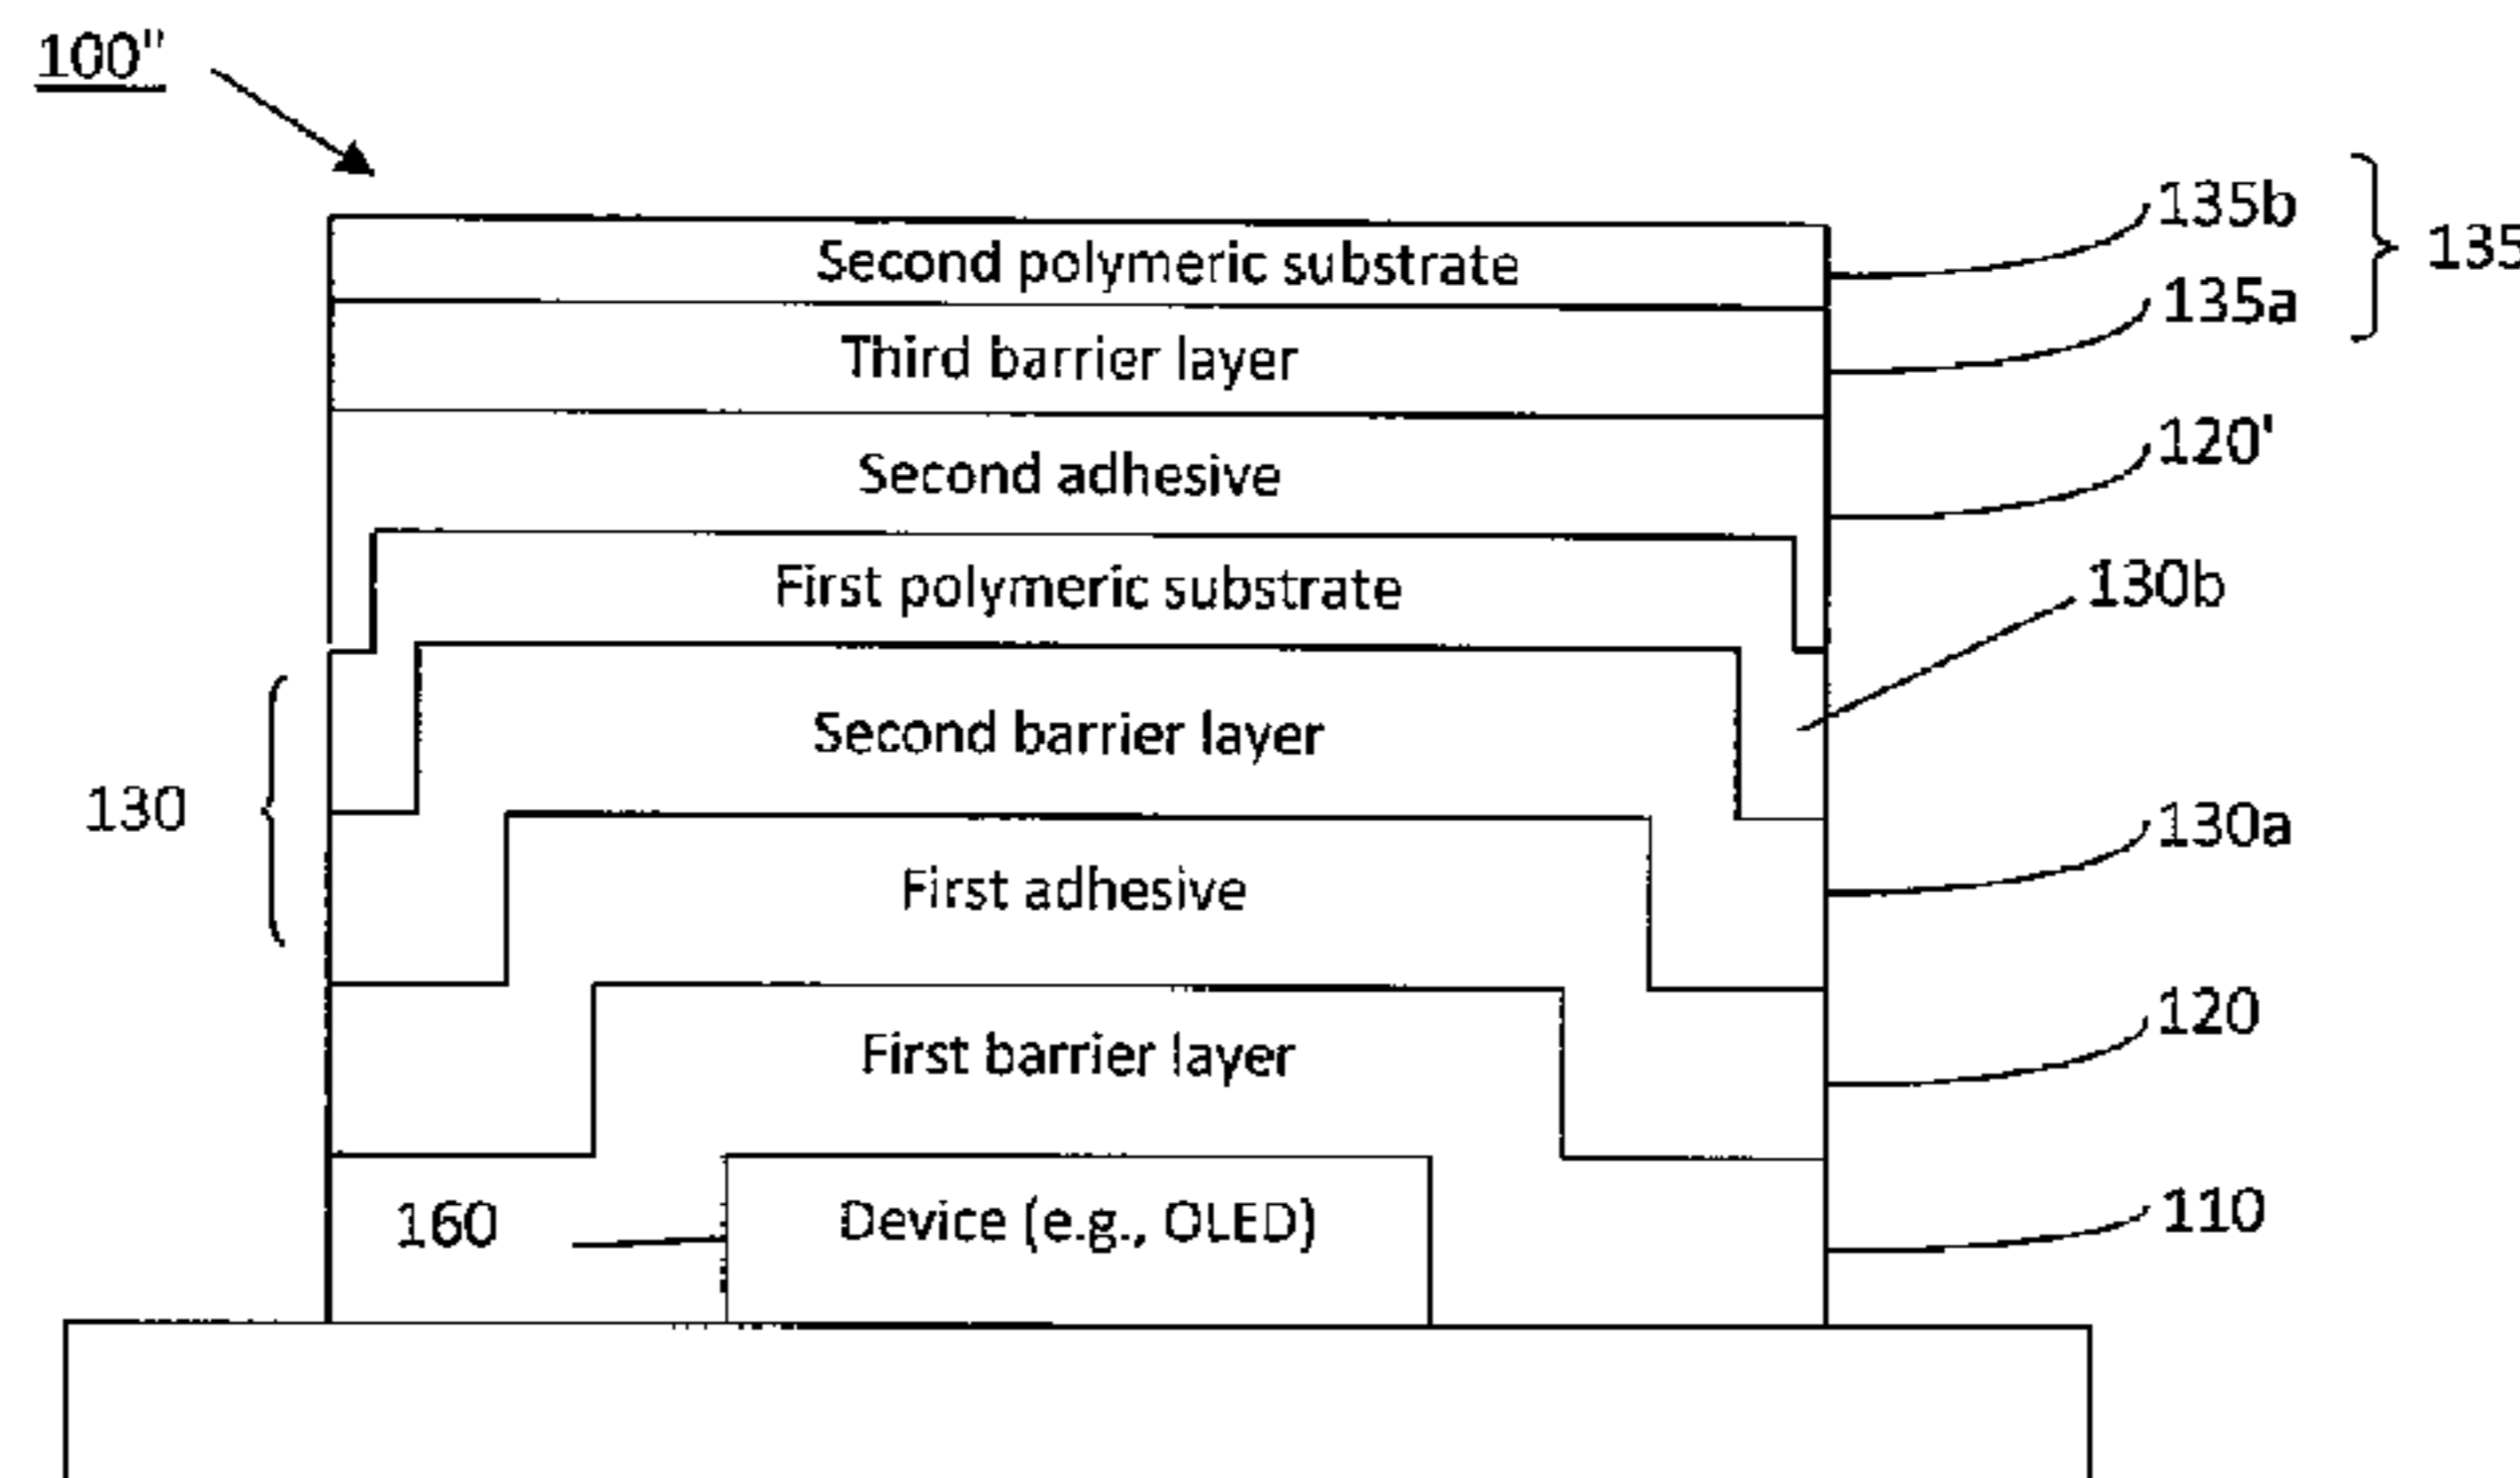 100"
135b
Second polymeric substrate
135
135a
Third barrier layer
120'
Second adhesive
130b
First polymeric substrate
Second barrier layer
130
130a
First adhesive
120
First barrier layer
110
160
Device (e.g., OLED)